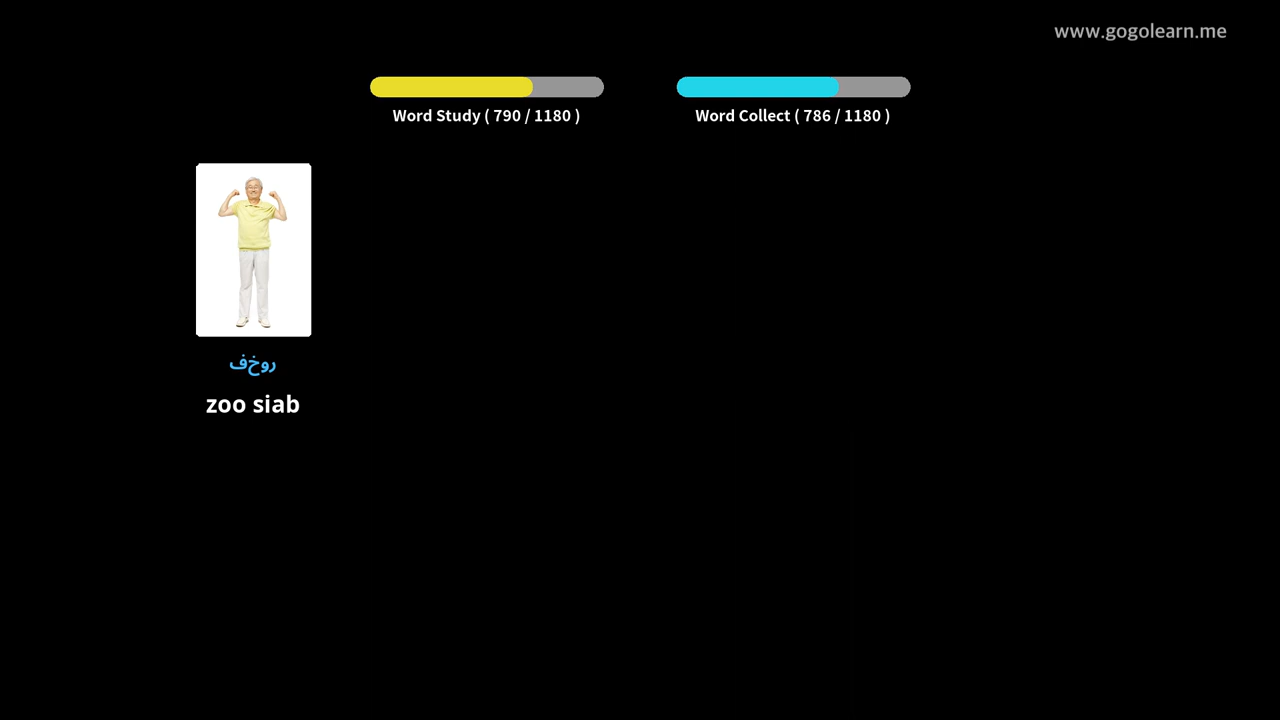 www.gogolearn.me
Word Study ( 790 / 1180 )
Word Collect ( 786 / 1180 )
روخف
zoo siab